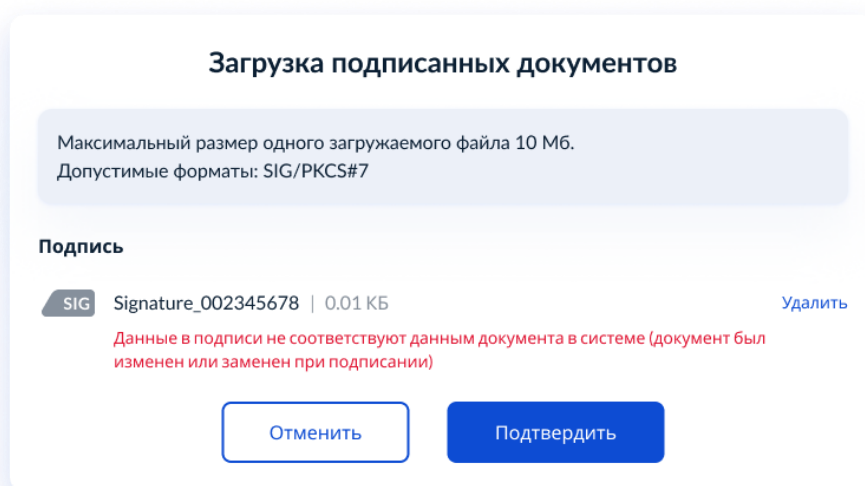 Загрузка подписанных документов
Максимальный размер одного загружаемого файла 10 Мб.
Допустимые форматы: SIG/PKCS#7
Подпись
SIG Signature_002345678 | 0.01 КБ Удалить
Данные в подписи не соответствуют данным документа в системе (документ был
изменен или заменен при подписании)
Отменить Подтвердить